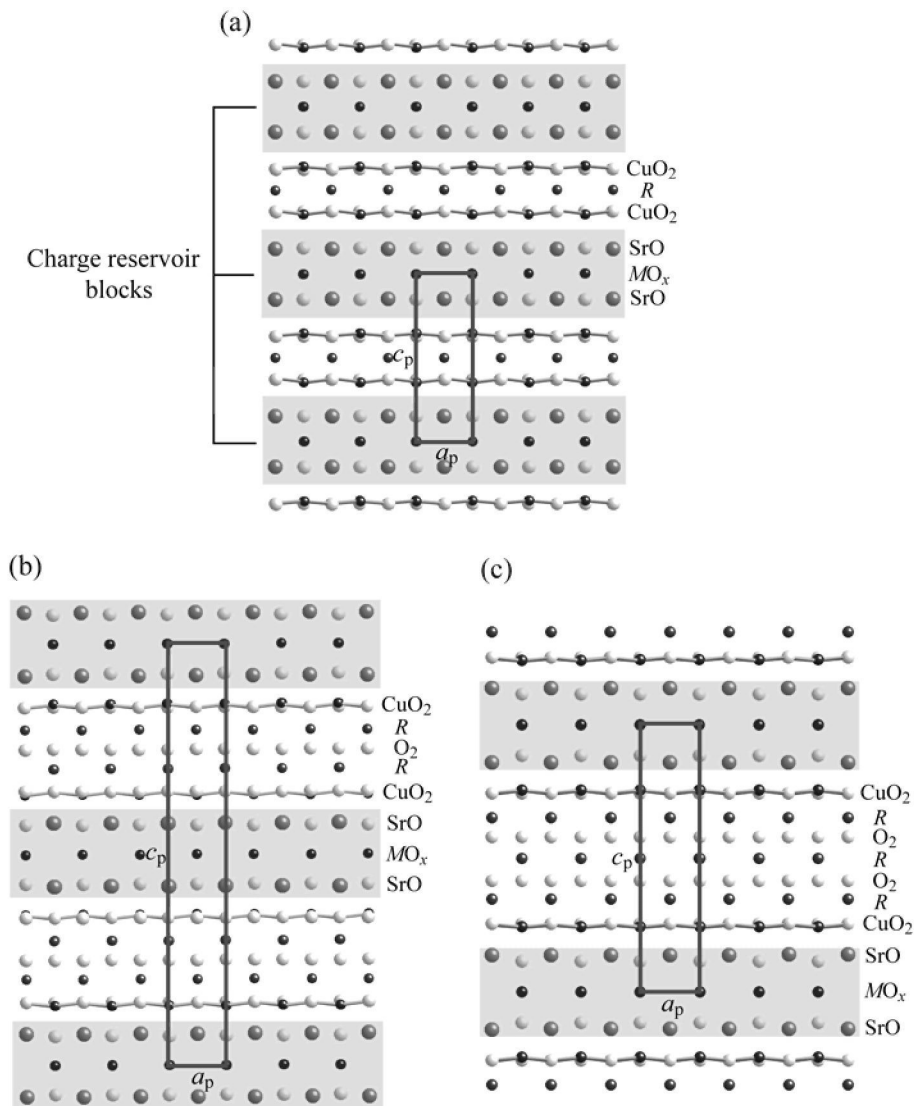 (a)
CuO₂
R
CuO₂
Charge reservoir
blocks
SrO
MOₓ
SrO
cₚ
aₚ
(b)
CuO₂
R
O₂
R
CuO₂
SrO
MOₓ
SrO
cₚ
aₚ
(c)
CuO₂
R
O₂
R
O₂
R
CuO₂
SrO
MOₓ
SrO
cₚ
aₚ